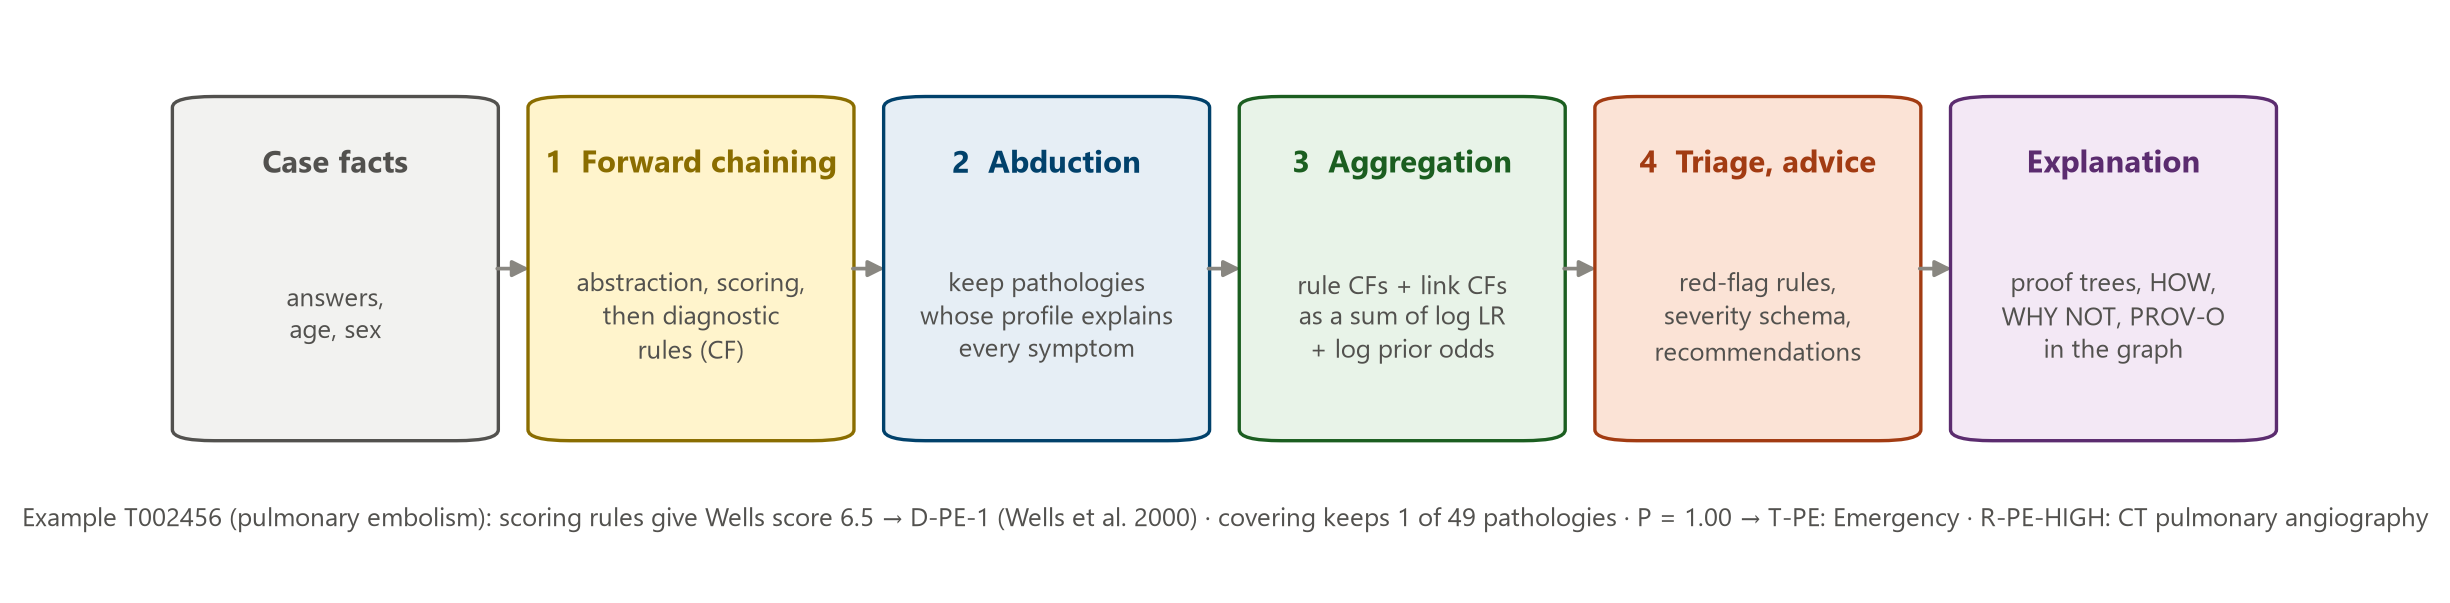 Case facts
answers,
age, sex
1 Forward chaining
abstraction, scoring,
then diagnostic
rules (CF)
2 Abduction
keep pathologies
whose profile explains
every symptom
3 Aggregation
rule CFs + link CFs
as a sum of log LR
+ log prior odds
4 Triage, advice
red-flag rules,
severity schema,
recommendations
Explanation
proof trees, HOW,
WHY NOT, PROV-O
in the graph
Example T002456 (pulmonary embolism): scoring rules give Wells score 6.5 → D-PE-1 (Wells et al. 2000) · covering keeps 1 of 49 pathologies · P = 1.00 → T-PE: Emergency · R-PE-HIGH: CT pulmonary angiography